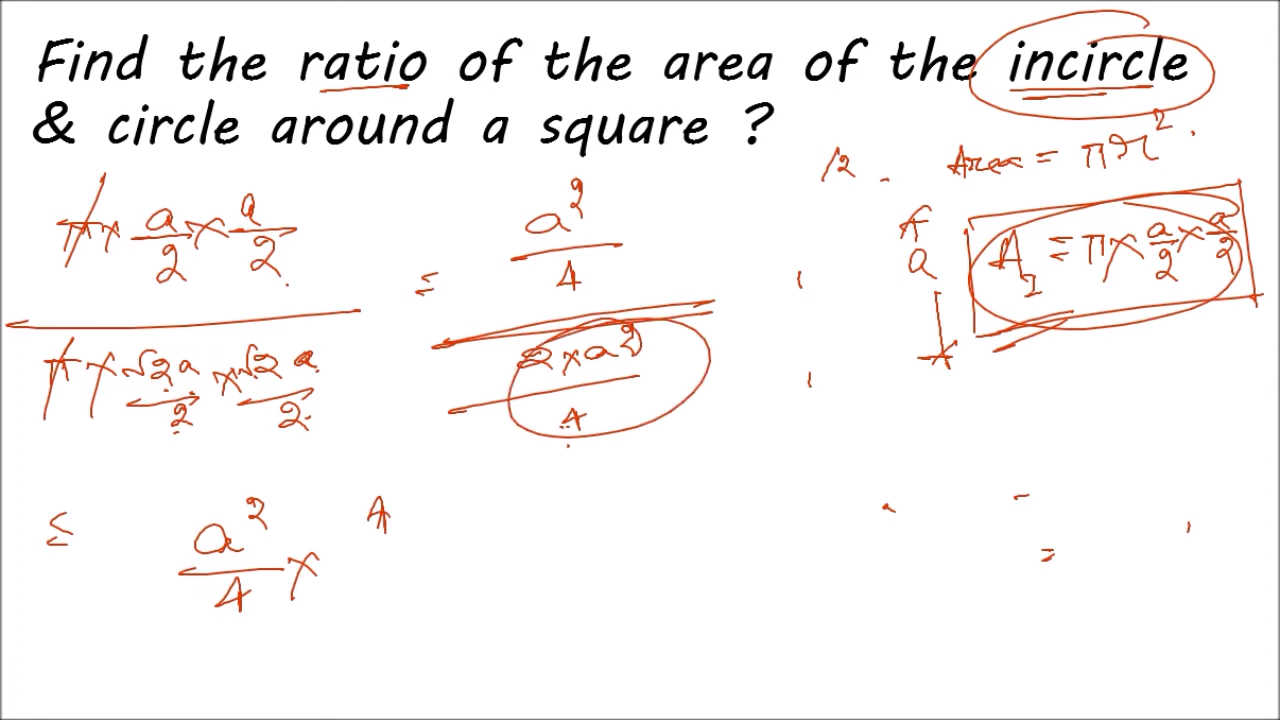 Find the ratio of the area of the incircle
& circle around a square ?
Area = πr²
π × a/2 × a/2
a²/4
A_I = π × a/2 × a/2
a
π × √2a/2 × √2a/2
=
2×a²/4
=
a²/4 × 4